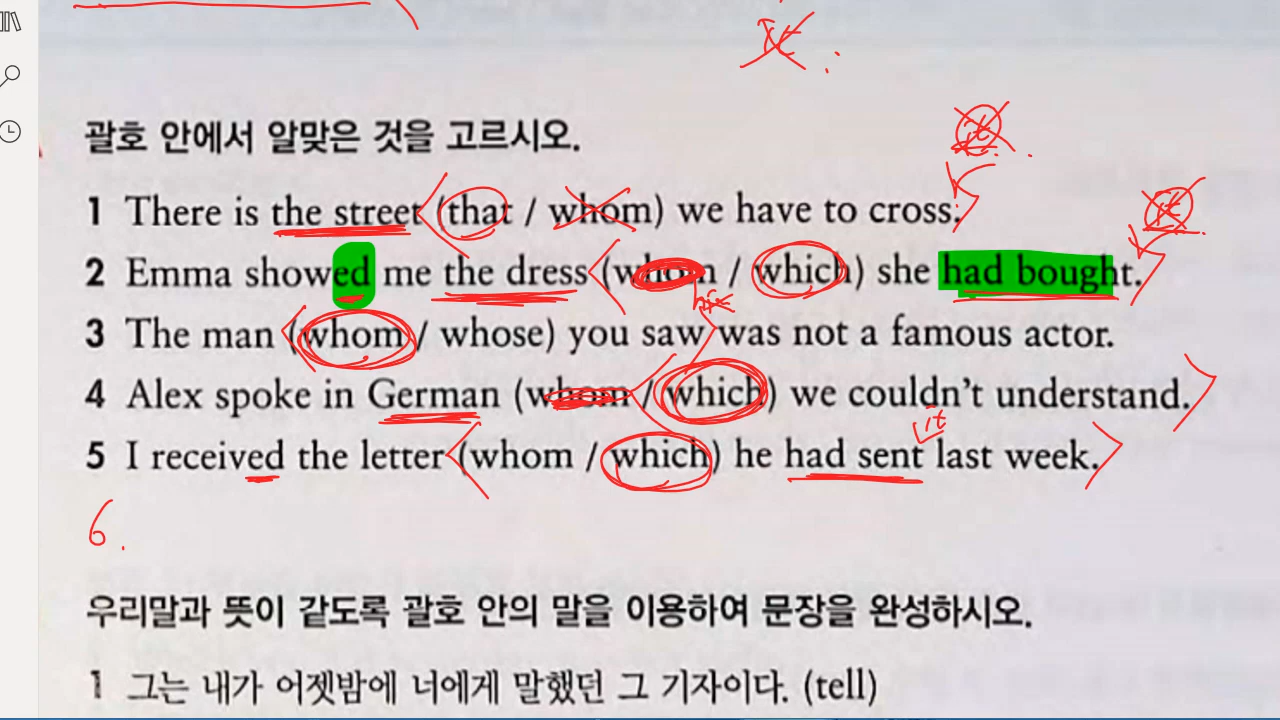 it
it
괄호 안에서 알맞은 것을 고르시오.
1 There is the street (that / whom) we have to cross.
it
2 Emma showed me the dress (whom / which) she had bought.
3 The man (whom / whose) you saw was not a famous actor.
4 Alex spoke in German (whom / which) we couldn't understand.
it
5 I received the letter (whom / which) he had sent last week.
6.
우리말과 뜻이 같도록 괄호 안의 말을 이용하여 문장을 완성하시오.
1 그는 내가 어젯밤에 너에게 말했던 그 기자이다. (tell)